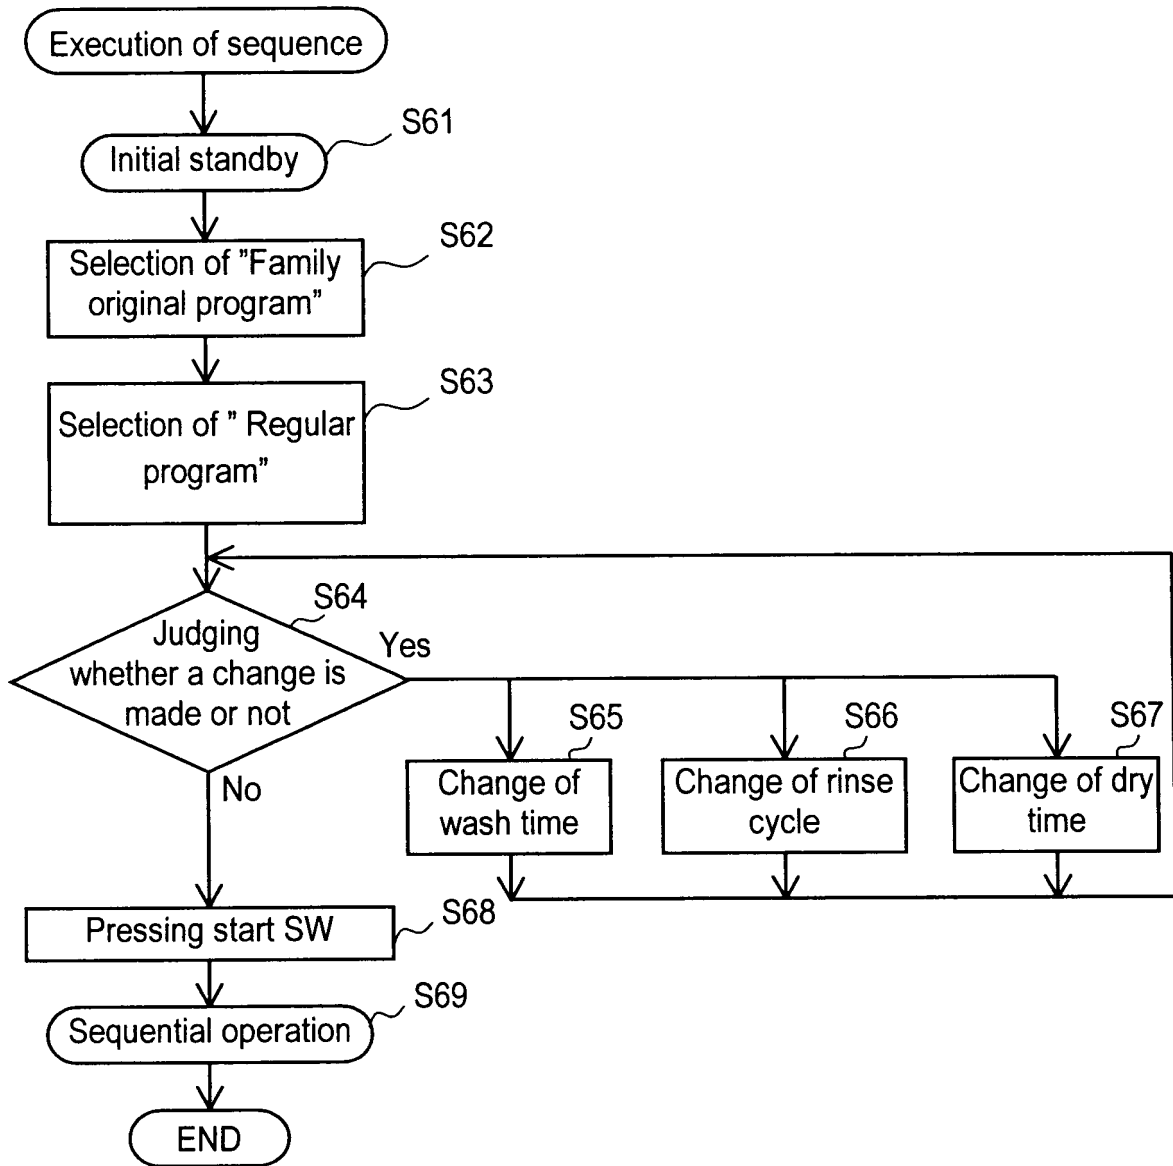 Execution of sequence
S61
Initial standby
S62
Selection of ”Family
original program”
S63
Selection of ” Regular
program”
S64
Judging
whether a change is
made or not
Yes
No
S65
Change of
wash time
S66
Change of rinse
cycle
S67
Change of dry
time
S68
Pressing start SW
S69
Sequential operation
END